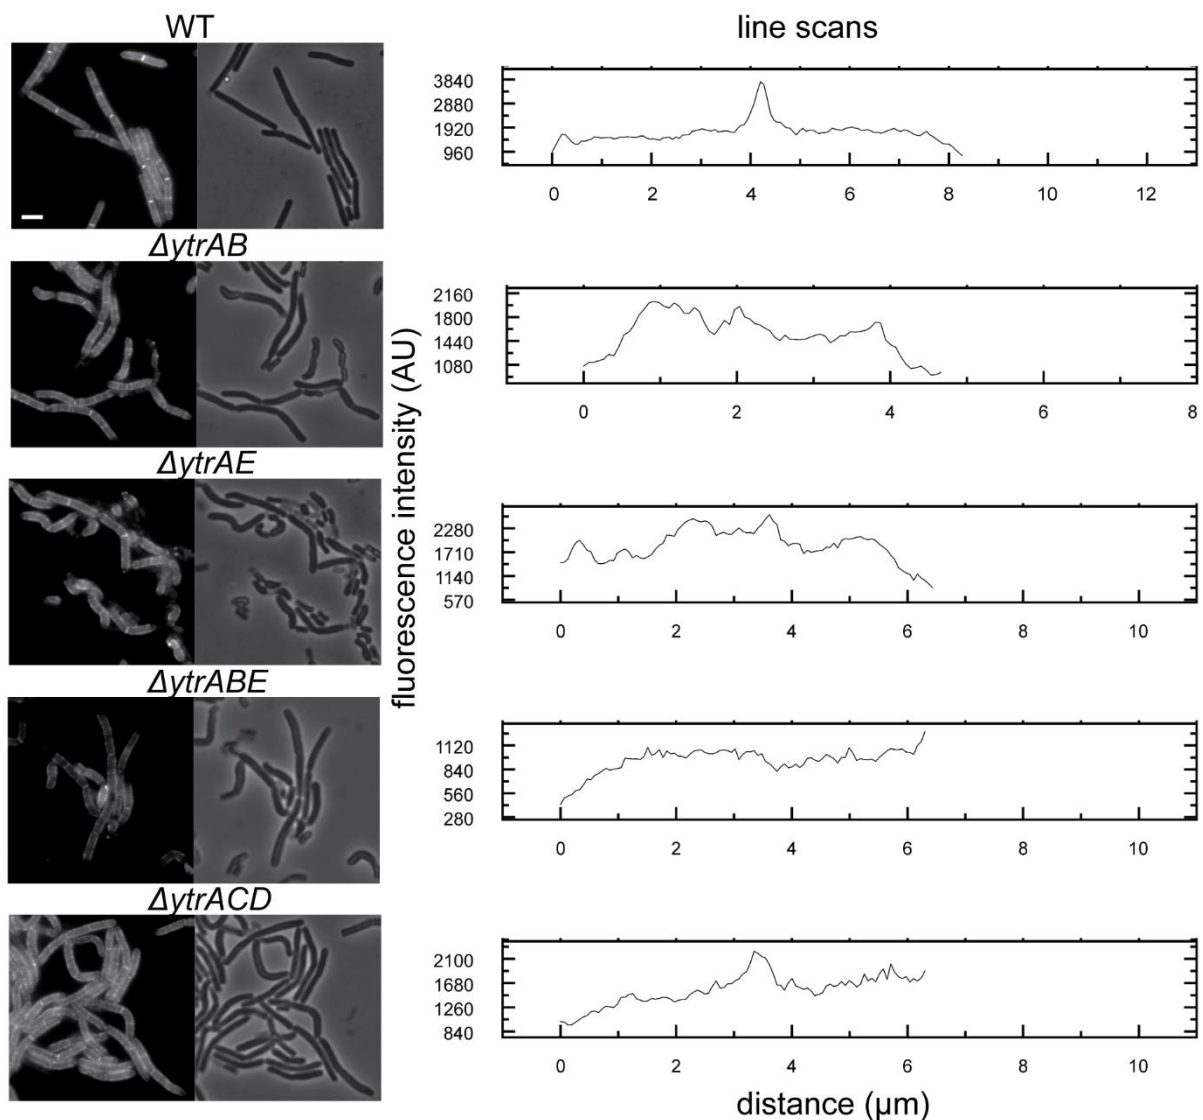 WT
line scans
3840
2880
1920
960
0 2 4 6 8 10 12
ΔytrAB
2160
1800
1440
1080
0 2 4 6 8
ΔytrAE
fluorescence intensity (AU)
2280
1710
1140
570
0 2 4 6 8 10
ΔytrABE
1120
840
560
280
0 2 4 6 8 10
ΔytrACD
2100
1680
1260
840
0 2 4 6 8 10
distance (µm)